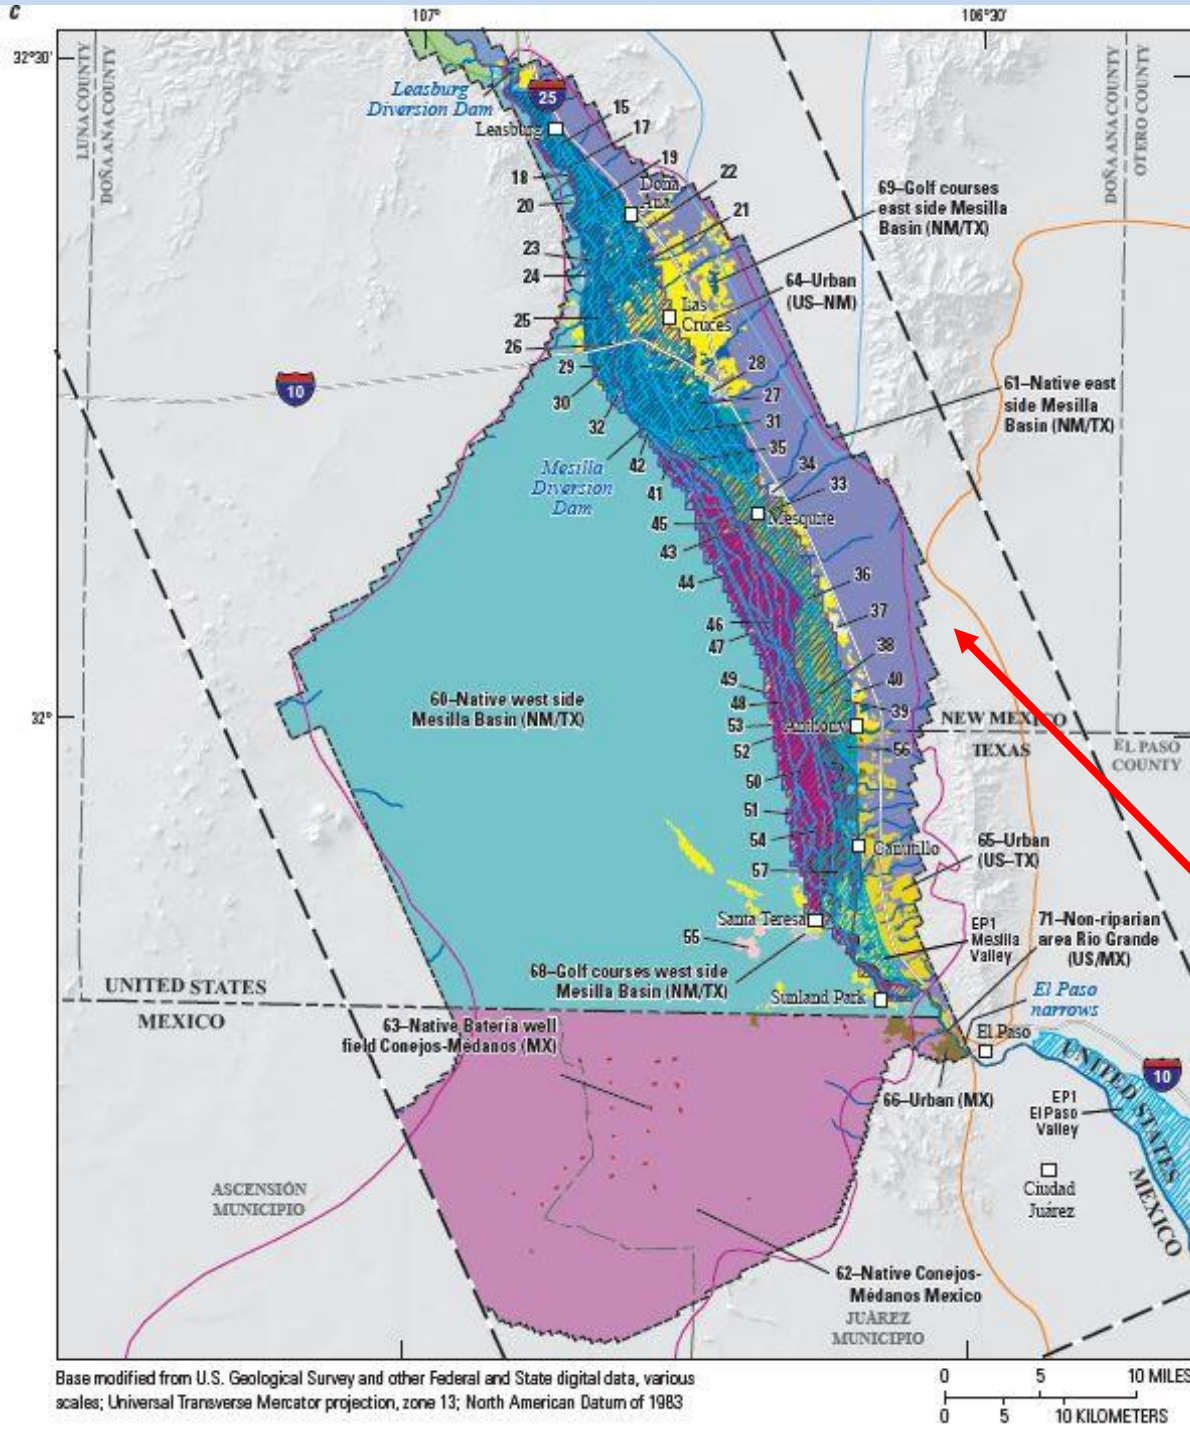 C
107°
106°30'
32°30'
LUNA COUNTY
DOÑA ANA COUNTY
Leasburg
Diversion Dam
25
Leasburg
15
17
19
Doña
Ana
22
21
18
20
23
24
25
26
69–Golf courses
east side Mesilla
Basin (NM/TX)
DOÑA ANA COUNTY
OTERO COUNTY
64–Urban
(US–NM)
Las
Cruces
10
29
30
32
28
27
31
35
34
33
61–Native east
side Mesilla
Basin (NM/TX)
Mesilla
Diversion
Dam
42
41
45
43
44
Mesquite
36
37
46
47
38
49
48
53
52
40
39
60–Native west side
Mesilla Basin (NM/TX)
32°
Anthony
NEW MEXICO
TEXAS
EL PASO
COUNTY
56
50
51
54
57
Canutillo
65–Urban
(US–TX)
Santa Teresa
55
EP1
Mesilla
Valley
71–Non-riparian
area Rio Grande
(US/MX)
68–Golf courses west side
Mesilla Basin (NM/TX)
Sunland Park
El Paso
narrows
UNITED STATES
MEXICO
63–Native Batería well
field Conejos-Médanos (MX)
El Paso
66–Urban (MX)
EP1
El Paso
Valley
UNITED STATES
MEXICO
10
Ciudad
Juárez
ASCENSIÓN
MUNICIPIO
62–Native Conejos-
Médanos Mexico
JUÁREZ
MUNICIPIO
Base modified from U.S. Geological Survey and other Federal and State digital data, various
scales; Universal Transverse Mercator projection, zone 13; North American Datum of 1983
0 5 10 MILES
0 5 10 KILOMETERS